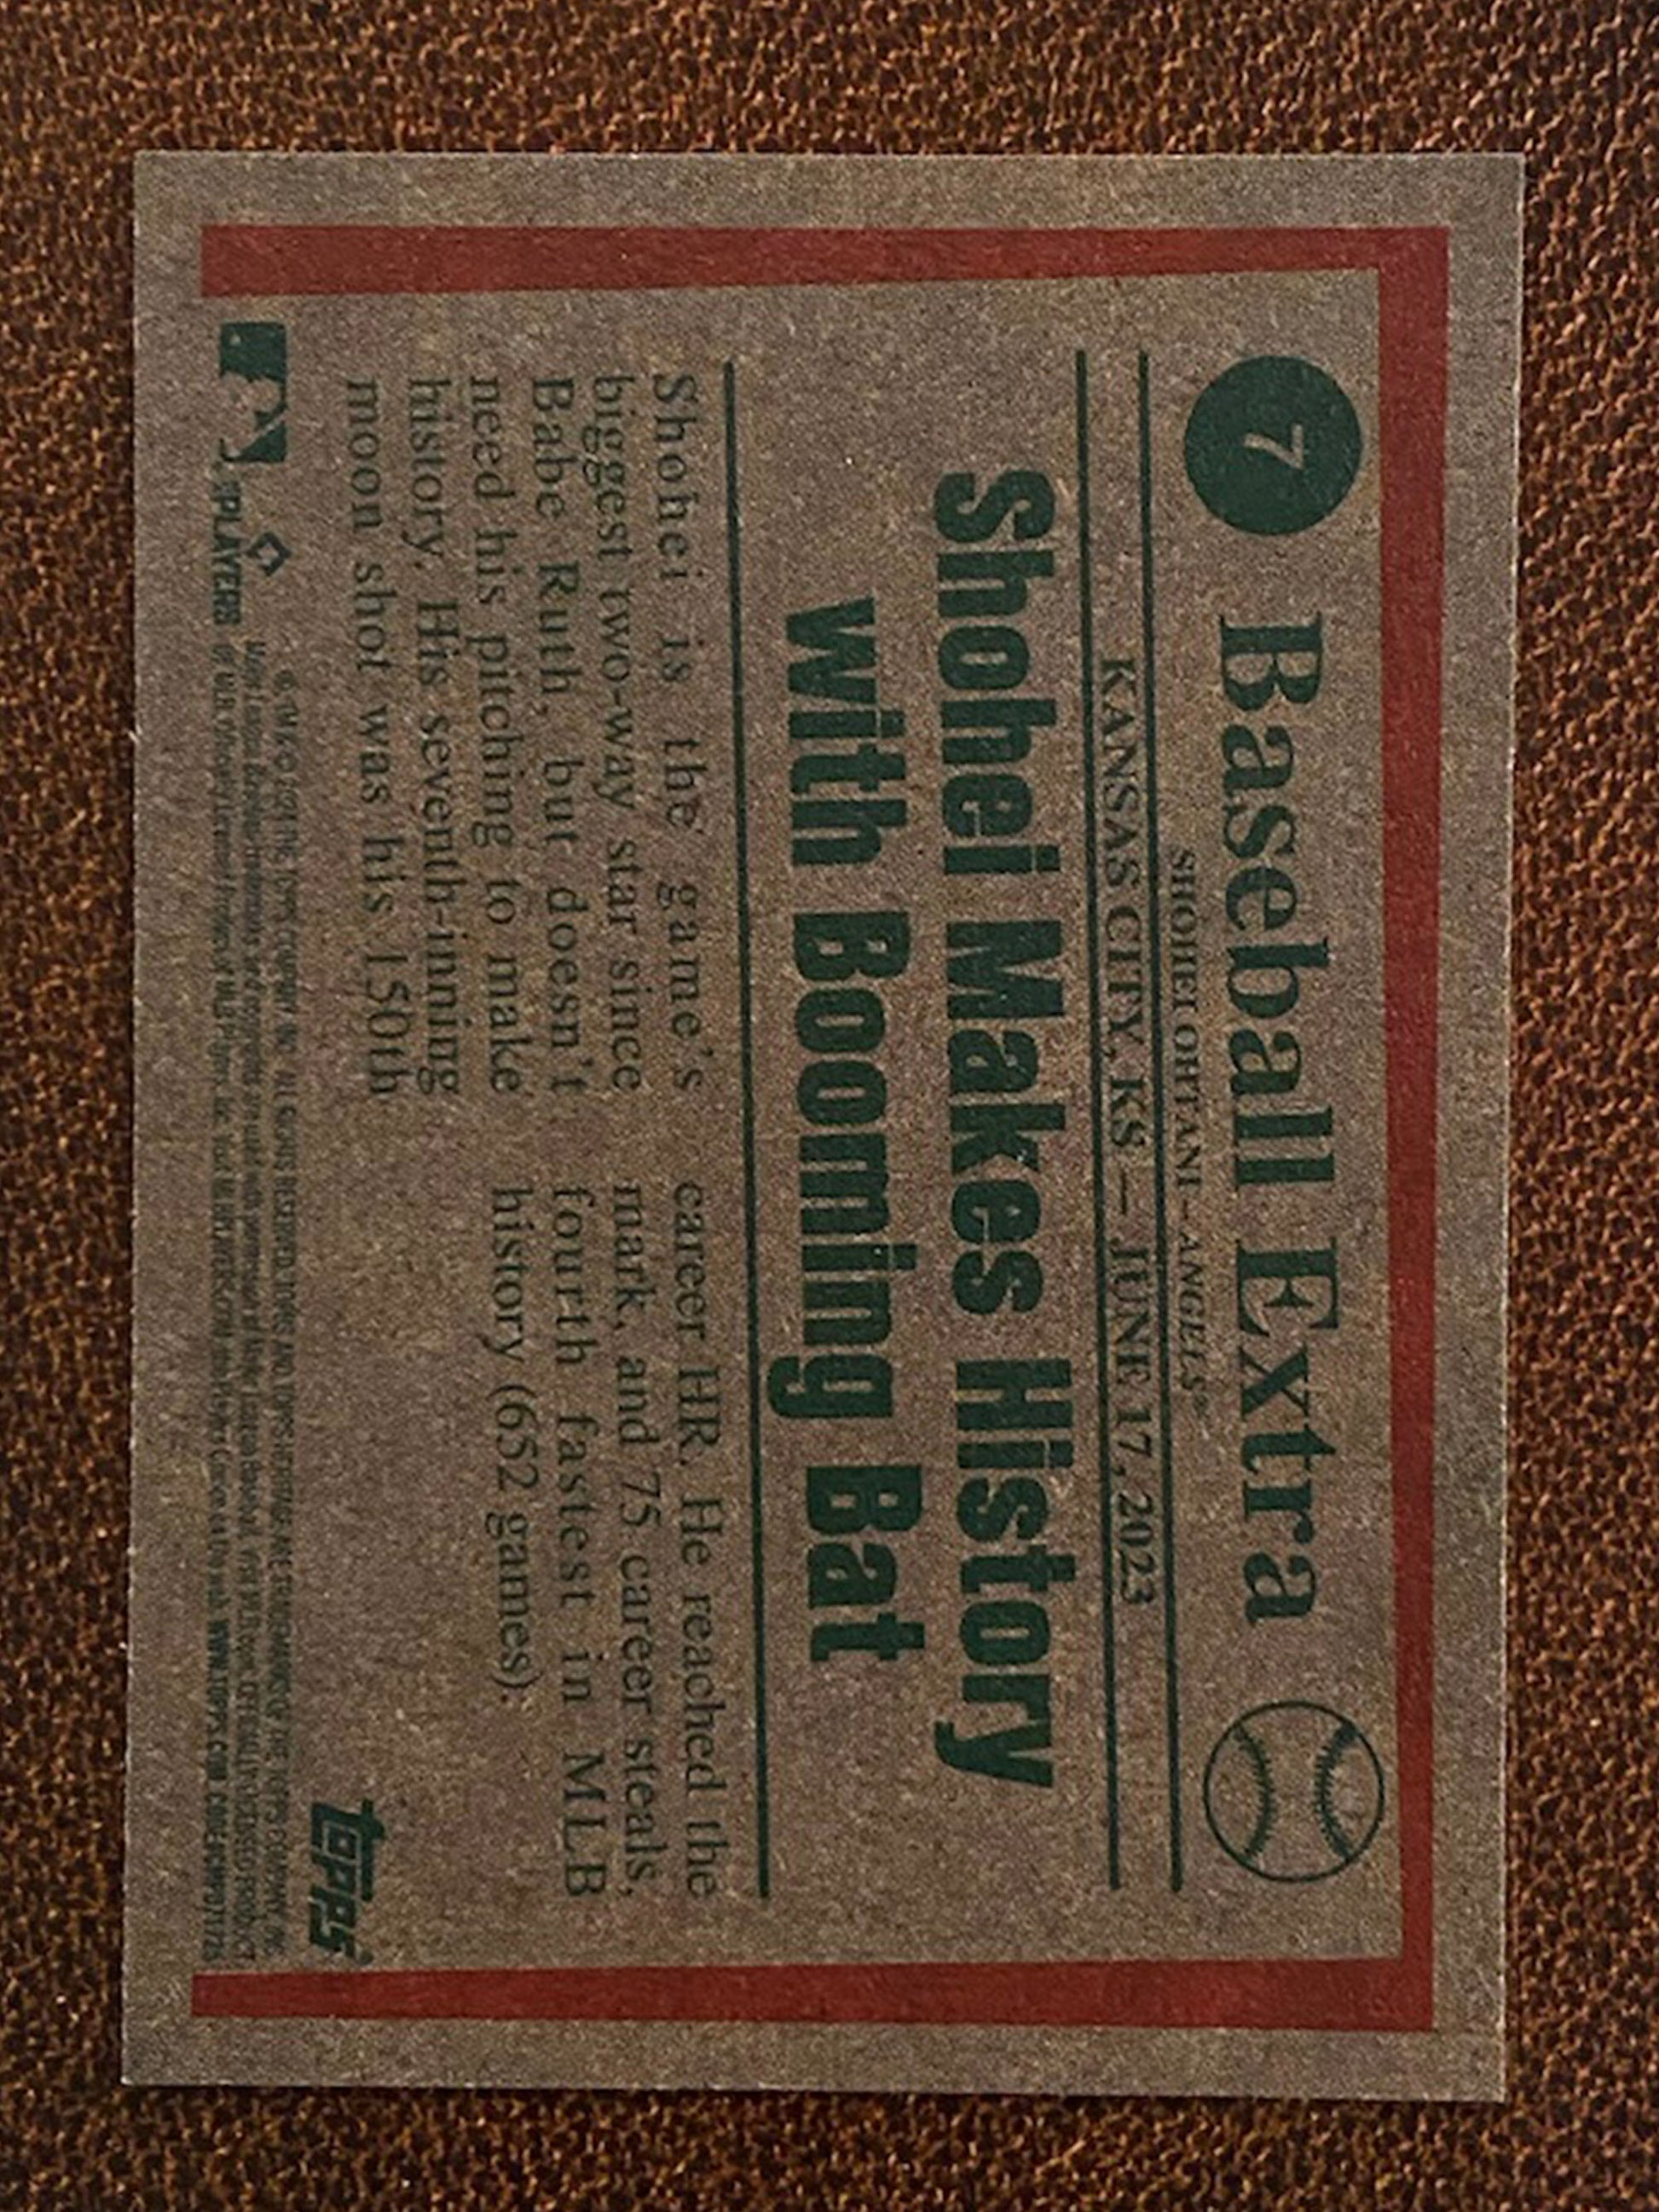 7 Baseball Extra
SHOHEI OHTANI – ANGELS®
KANSAS CITY, KS — JUNE 17, 2023
Shohei Makes History
with Booming Bat
Shohei is the game's
biggest two-way star since
Babe Ruth, but doesn't
need his pitching to make
history. His seventh-inning
moon shot was his 150th
career HR. He reached the
mark, and 75 career steals,
fourth fastest in MLB
history (652 games).
topps
PLAYERS